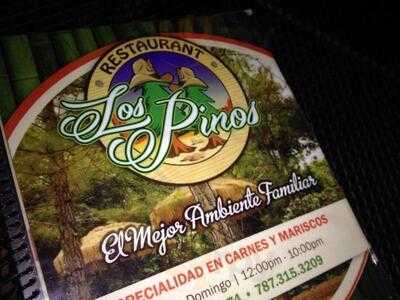 RESTAURANT
Los Pinos
El Mejor Ambiente Familiar
ESPECIALIDAD EN CARNES Y MARISCOS
Domingo | 12:00pm - 10:00pm
787.315.3209